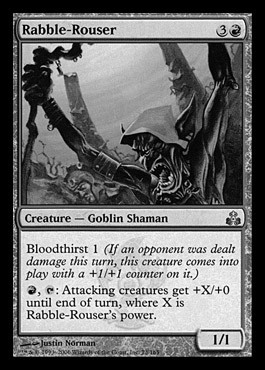 Rabble-Rouser 3
Creature — Goblin Shaman
Bloodthirst 1 (If an opponent was dealt
damage this turn, this creature comes into
play with a +1/+1 counter on it.)
, : Attacking creatures get +X/+0
until end of turn, where X is
Rabble-Rouser's power.
Justin Norman
1/1